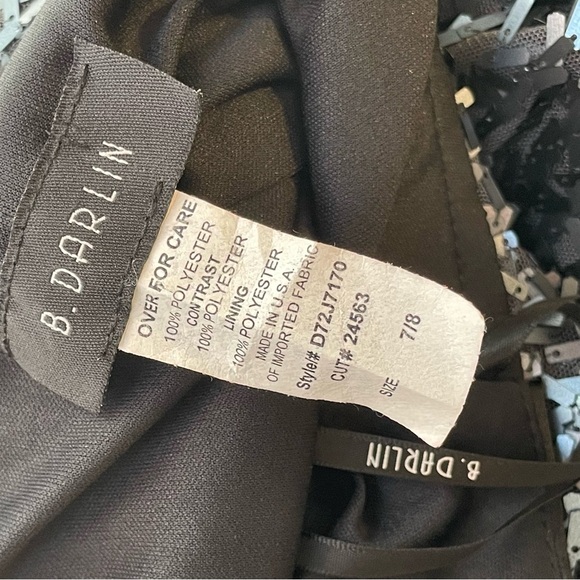 B. DARLIN
OVER FOR CARE
100% POLYESTER
CONTRAST
100% POLYESTER
LINING
100% POLYESTER
MADE IN U.S.A.
OF IMPORTED FABRIC
Style# D72J7170
CUT# 24563
SIZE 7/8
B. DARLIN